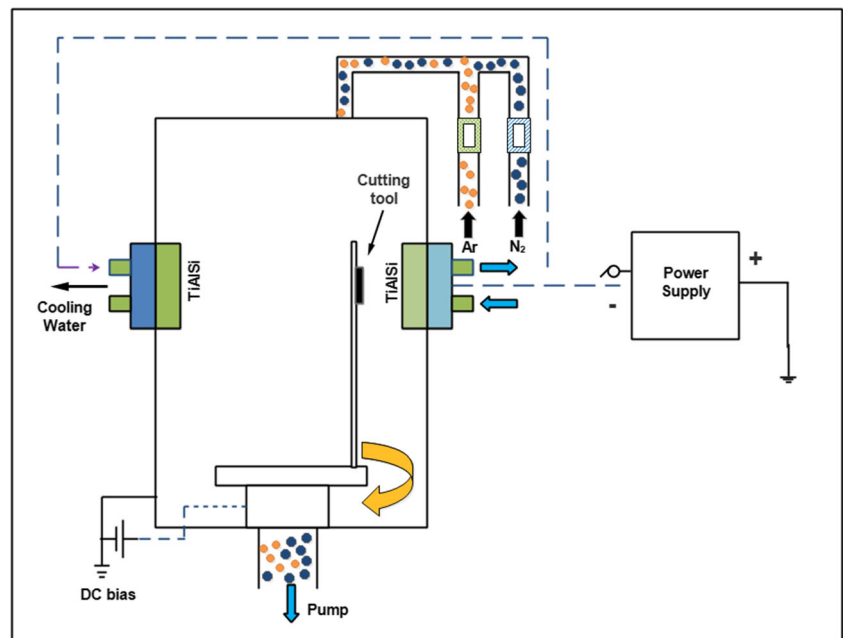 Cutting
tool
Ar
N₂
TiAlSi
TiAlSi
Cooling
Water
Power
Supply
+
-
DC bias
Pump